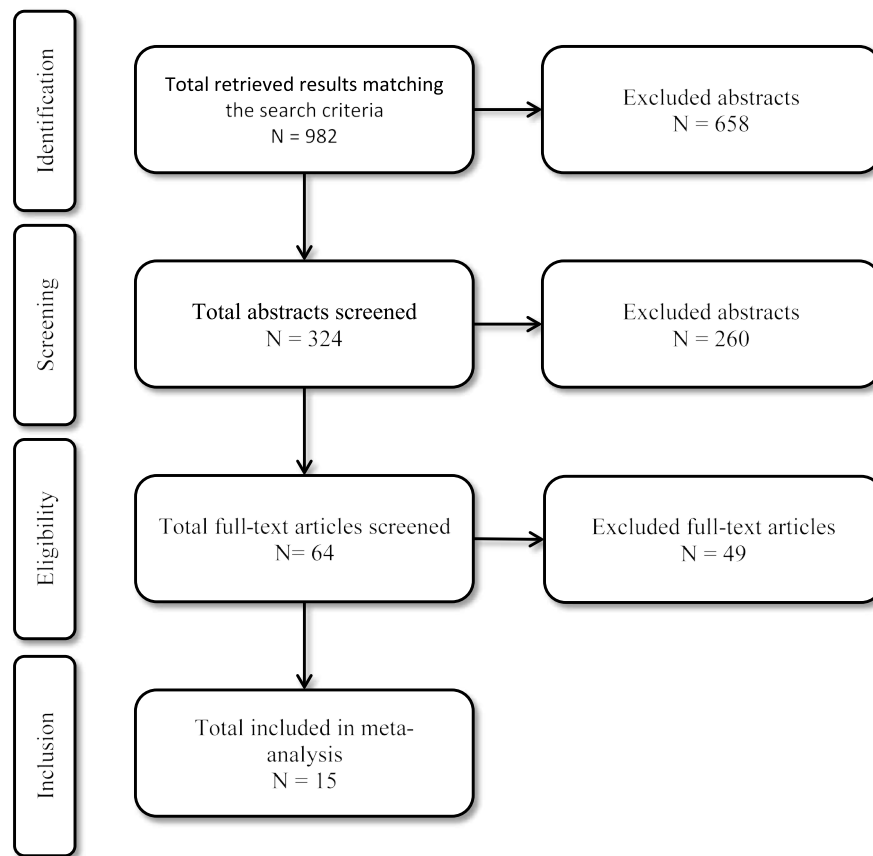 Identification
Total retrieved results matching
the search criteria
N = 982
Excluded abstracts
N = 658
Screening
Total abstracts screened
N = 324
Excluded abstracts
N = 260
Eligibility
Total full-text articles screened
N= 64
Excluded full-text articles
N = 49
Inclusion
Total included in meta-
analysis
N = 15